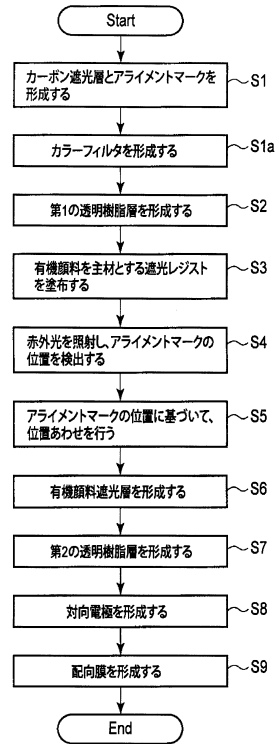 Start
カーボン遮光層とアライメントマークを
形成する
S1
カラーフィルタを形成する
S1a
第1の透明樹脂層を形成する
S2
有機顔料を主材とする遮光レジスト
を塗布する
S3
赤外光を照射し、アライメントマークの
位置を検出する
S4
アライメントマークの位置に基づいて、
位置あわせを行う
S5
有機顔料遮光層を形成する
S6
第2の透明樹脂層を形成する
S7
対向電極を形成する
S8
配向膜を形成する
S9
End